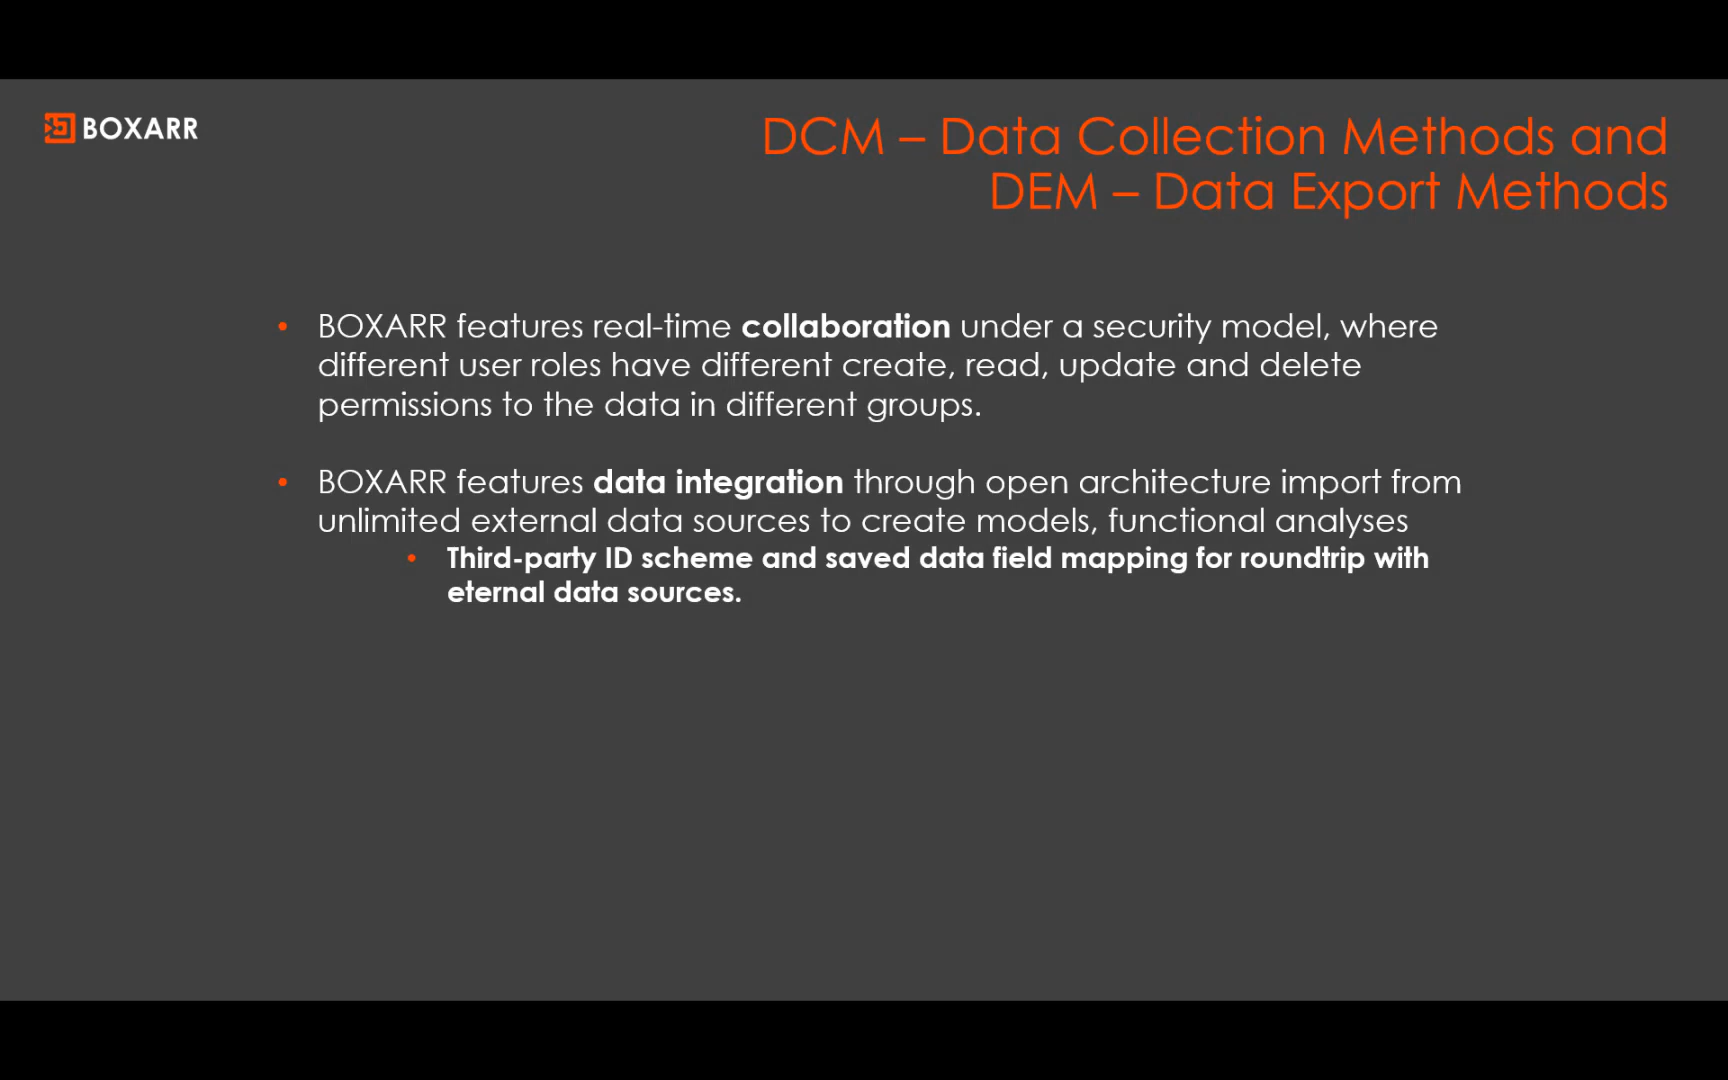 BOXARR
DCM – Data Collection Methods and
DEM – Data Export Methods
• BOXARR features real-time collaboration under a security model, where
different user roles have different create, read, update and delete
permissions to the data in different groups.
• BOXARR features data integration through open architecture import from
unlimited external data sources to create models, functional analyses
• Third-party ID scheme and saved data field mapping for roundtrip with
eternal data sources.